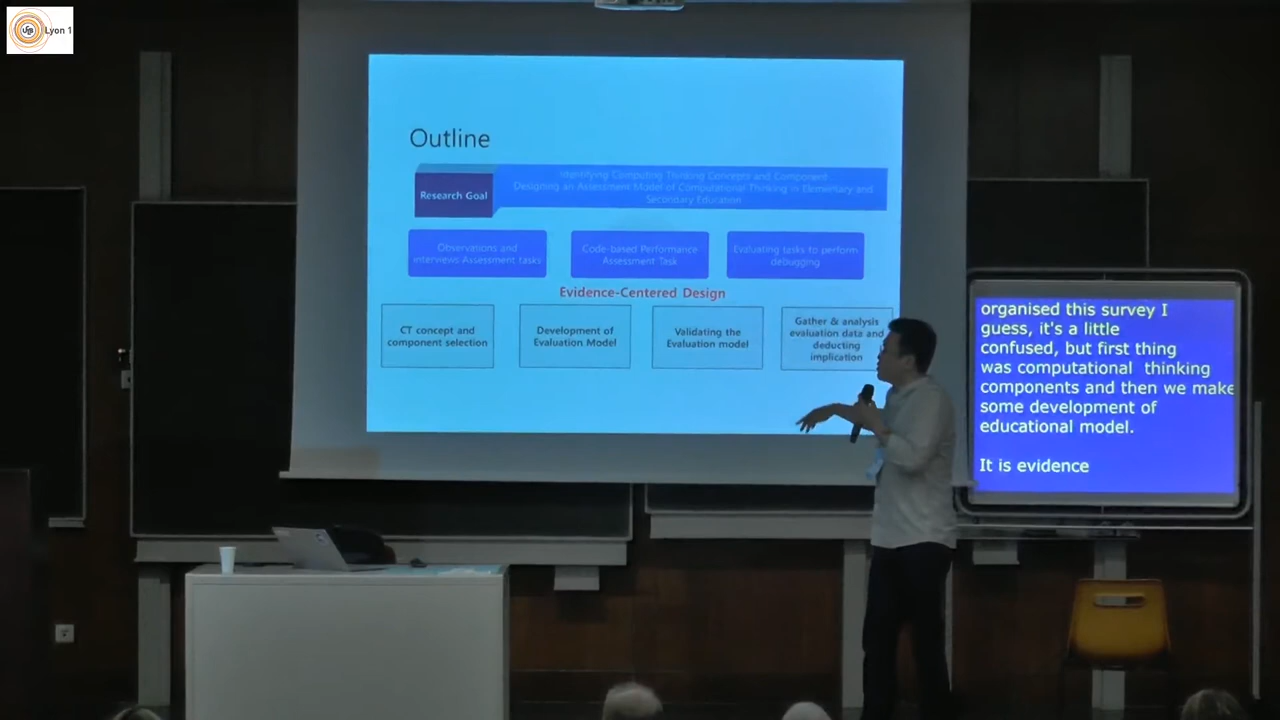 Lyon 1
Outline
Research Goal
Identifying Computing Thinking Concepts and Component
Designing an Assessment Model of Computational Thinking in Elementary and
Secondary Education
Observations and
interviews Assessment tasks
Code-based Performance
Assessment Task
Evaluating tasks to perform
debugging
Evidence-Centered Design
CT concept and
component selection
Development of
Evaluation Model
Validating the
Evaluation model
Gather & analysis
evaluation data and
deducting
implication
organised this survey I
guess, it's a little
confused, but first thing
was computational thinking
components and then we make
some development of
educational model.
It is evidence